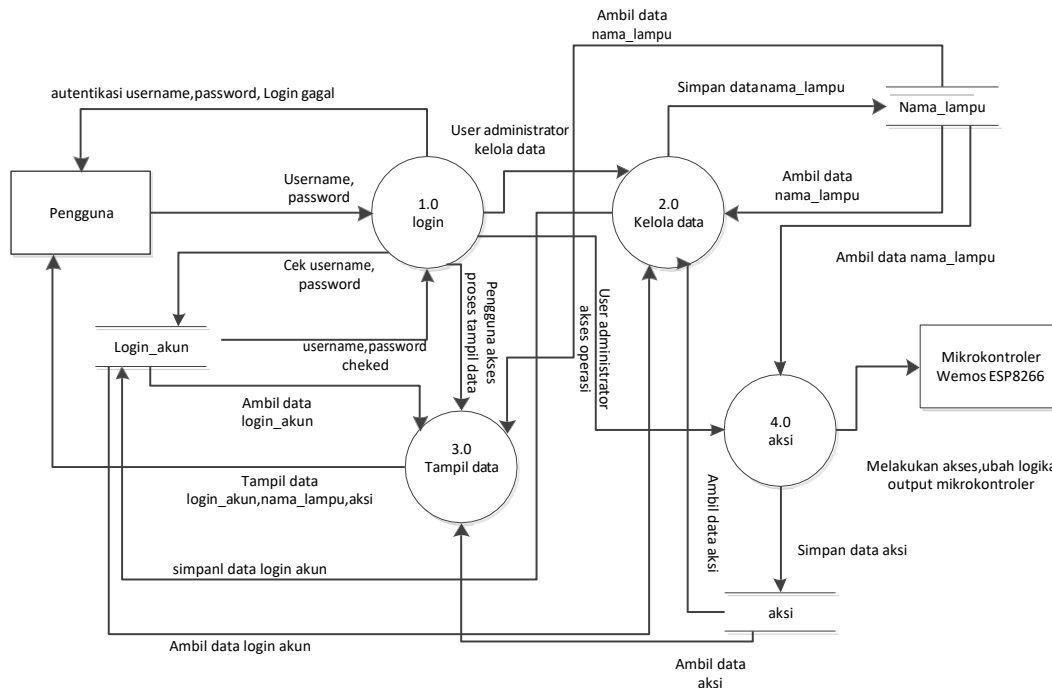 Ambil data
nama_lampu
autentikasi username,password, Login gagal
Simpan datanama_lampu
Nama_lampu
User administrator
kelola data
Username,
password
Pengguna
1.0
login
2.0
Kelola data
Ambil data
nama_lampu
Cek username,
password
Ambil data nama_lampu
Pengguna akses
proses tampil data
User administrator
akses operasi
Login_akun
username,password
cheked
Mikrokontroler
Wemos ESP8266
Ambil data
login_akun
4.0
aksi
3.0
Tampil data
Tampil data
login_akun,nama_lampu,aksi
Melakukan akses,ubah logika
output mikrokontroler
Ambil data aksi
Simpan data aksi
simpanl data login akun
aksi
Ambil data login akun
Ambil data
aksi